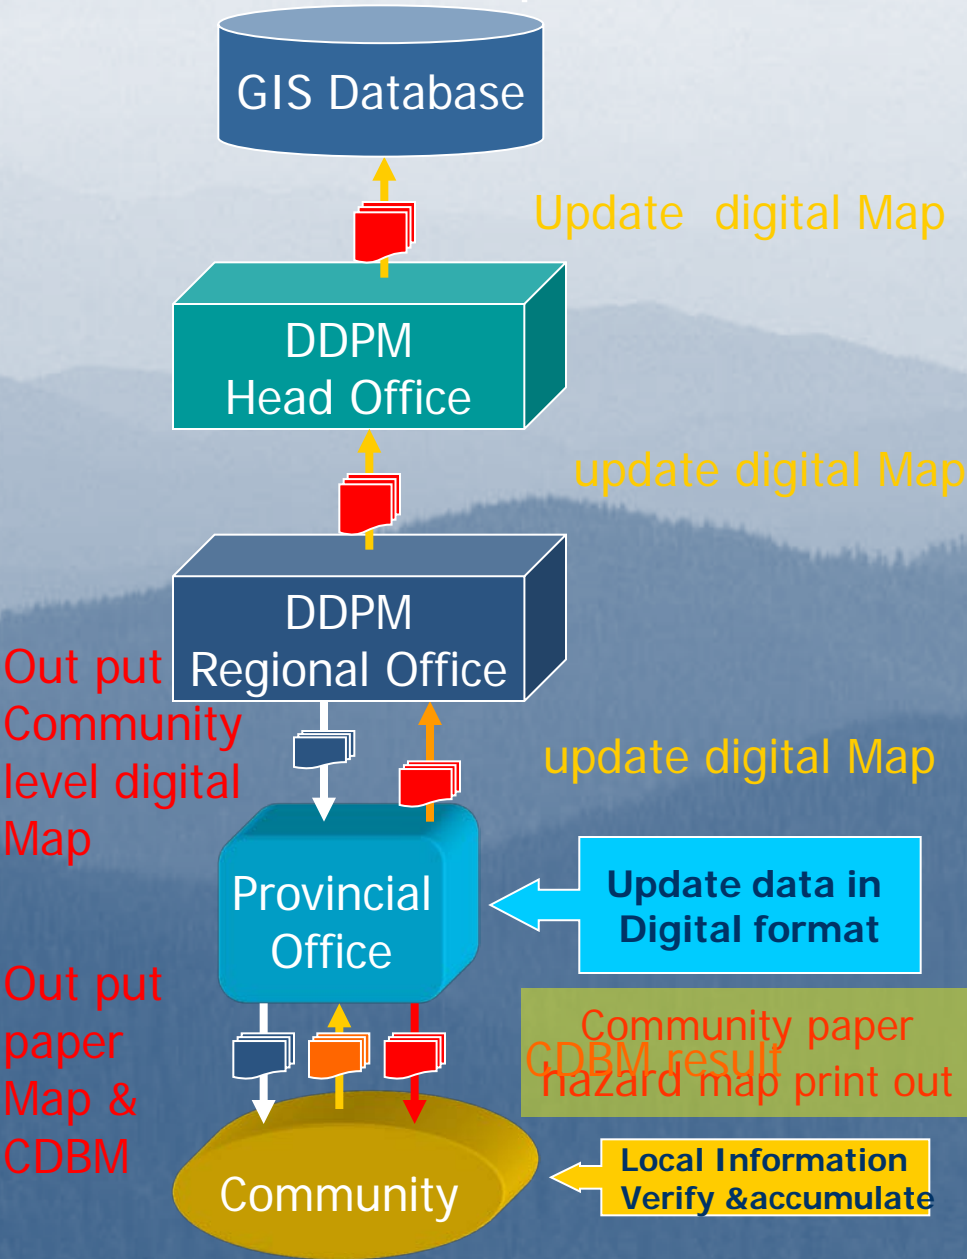 GIS Database
Update digital Map
DDPM
Head Office
update digital Map
DDPM
Regional Office
Out put
Community
level digital
Map
update digital Map
Provincial
Office
Update data in
Digital format
Out put
paper
Map &
CDBM
Community paper
hazard map print out
CDBM result
Community
Local Information
Verify &accumulate